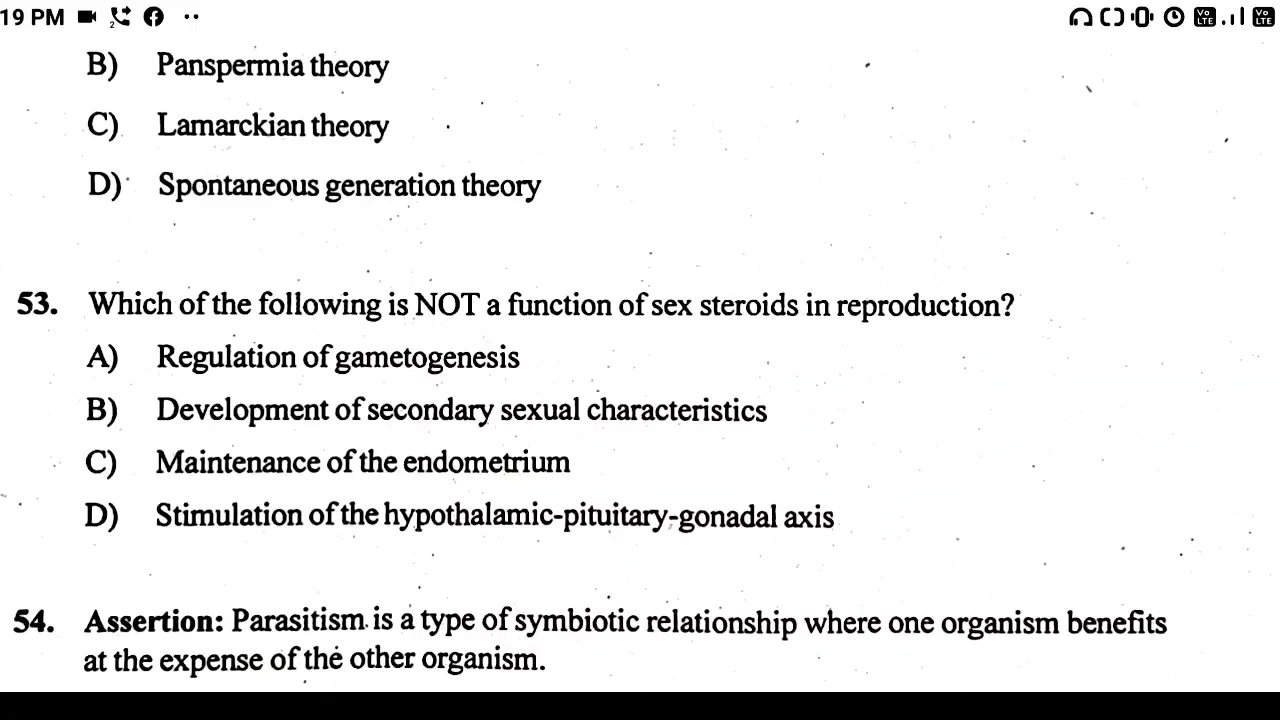 19 PM
B) Panspermia theory
C) Lamarckian theory
D) Spontaneous generation theory
53. Which of the following is NOT a function of sex steroids in reproduction?
A) Regulation of gametogenesis
B) Development of secondary sexual characteristics
C) Maintenance of the endometrium
D) Stimulation of the hypothalamic-pituitary-gonadal axis
54. Assertion: Parasitism is a type of symbiotic relationship where one organism benefits
at the expense of the other organism.